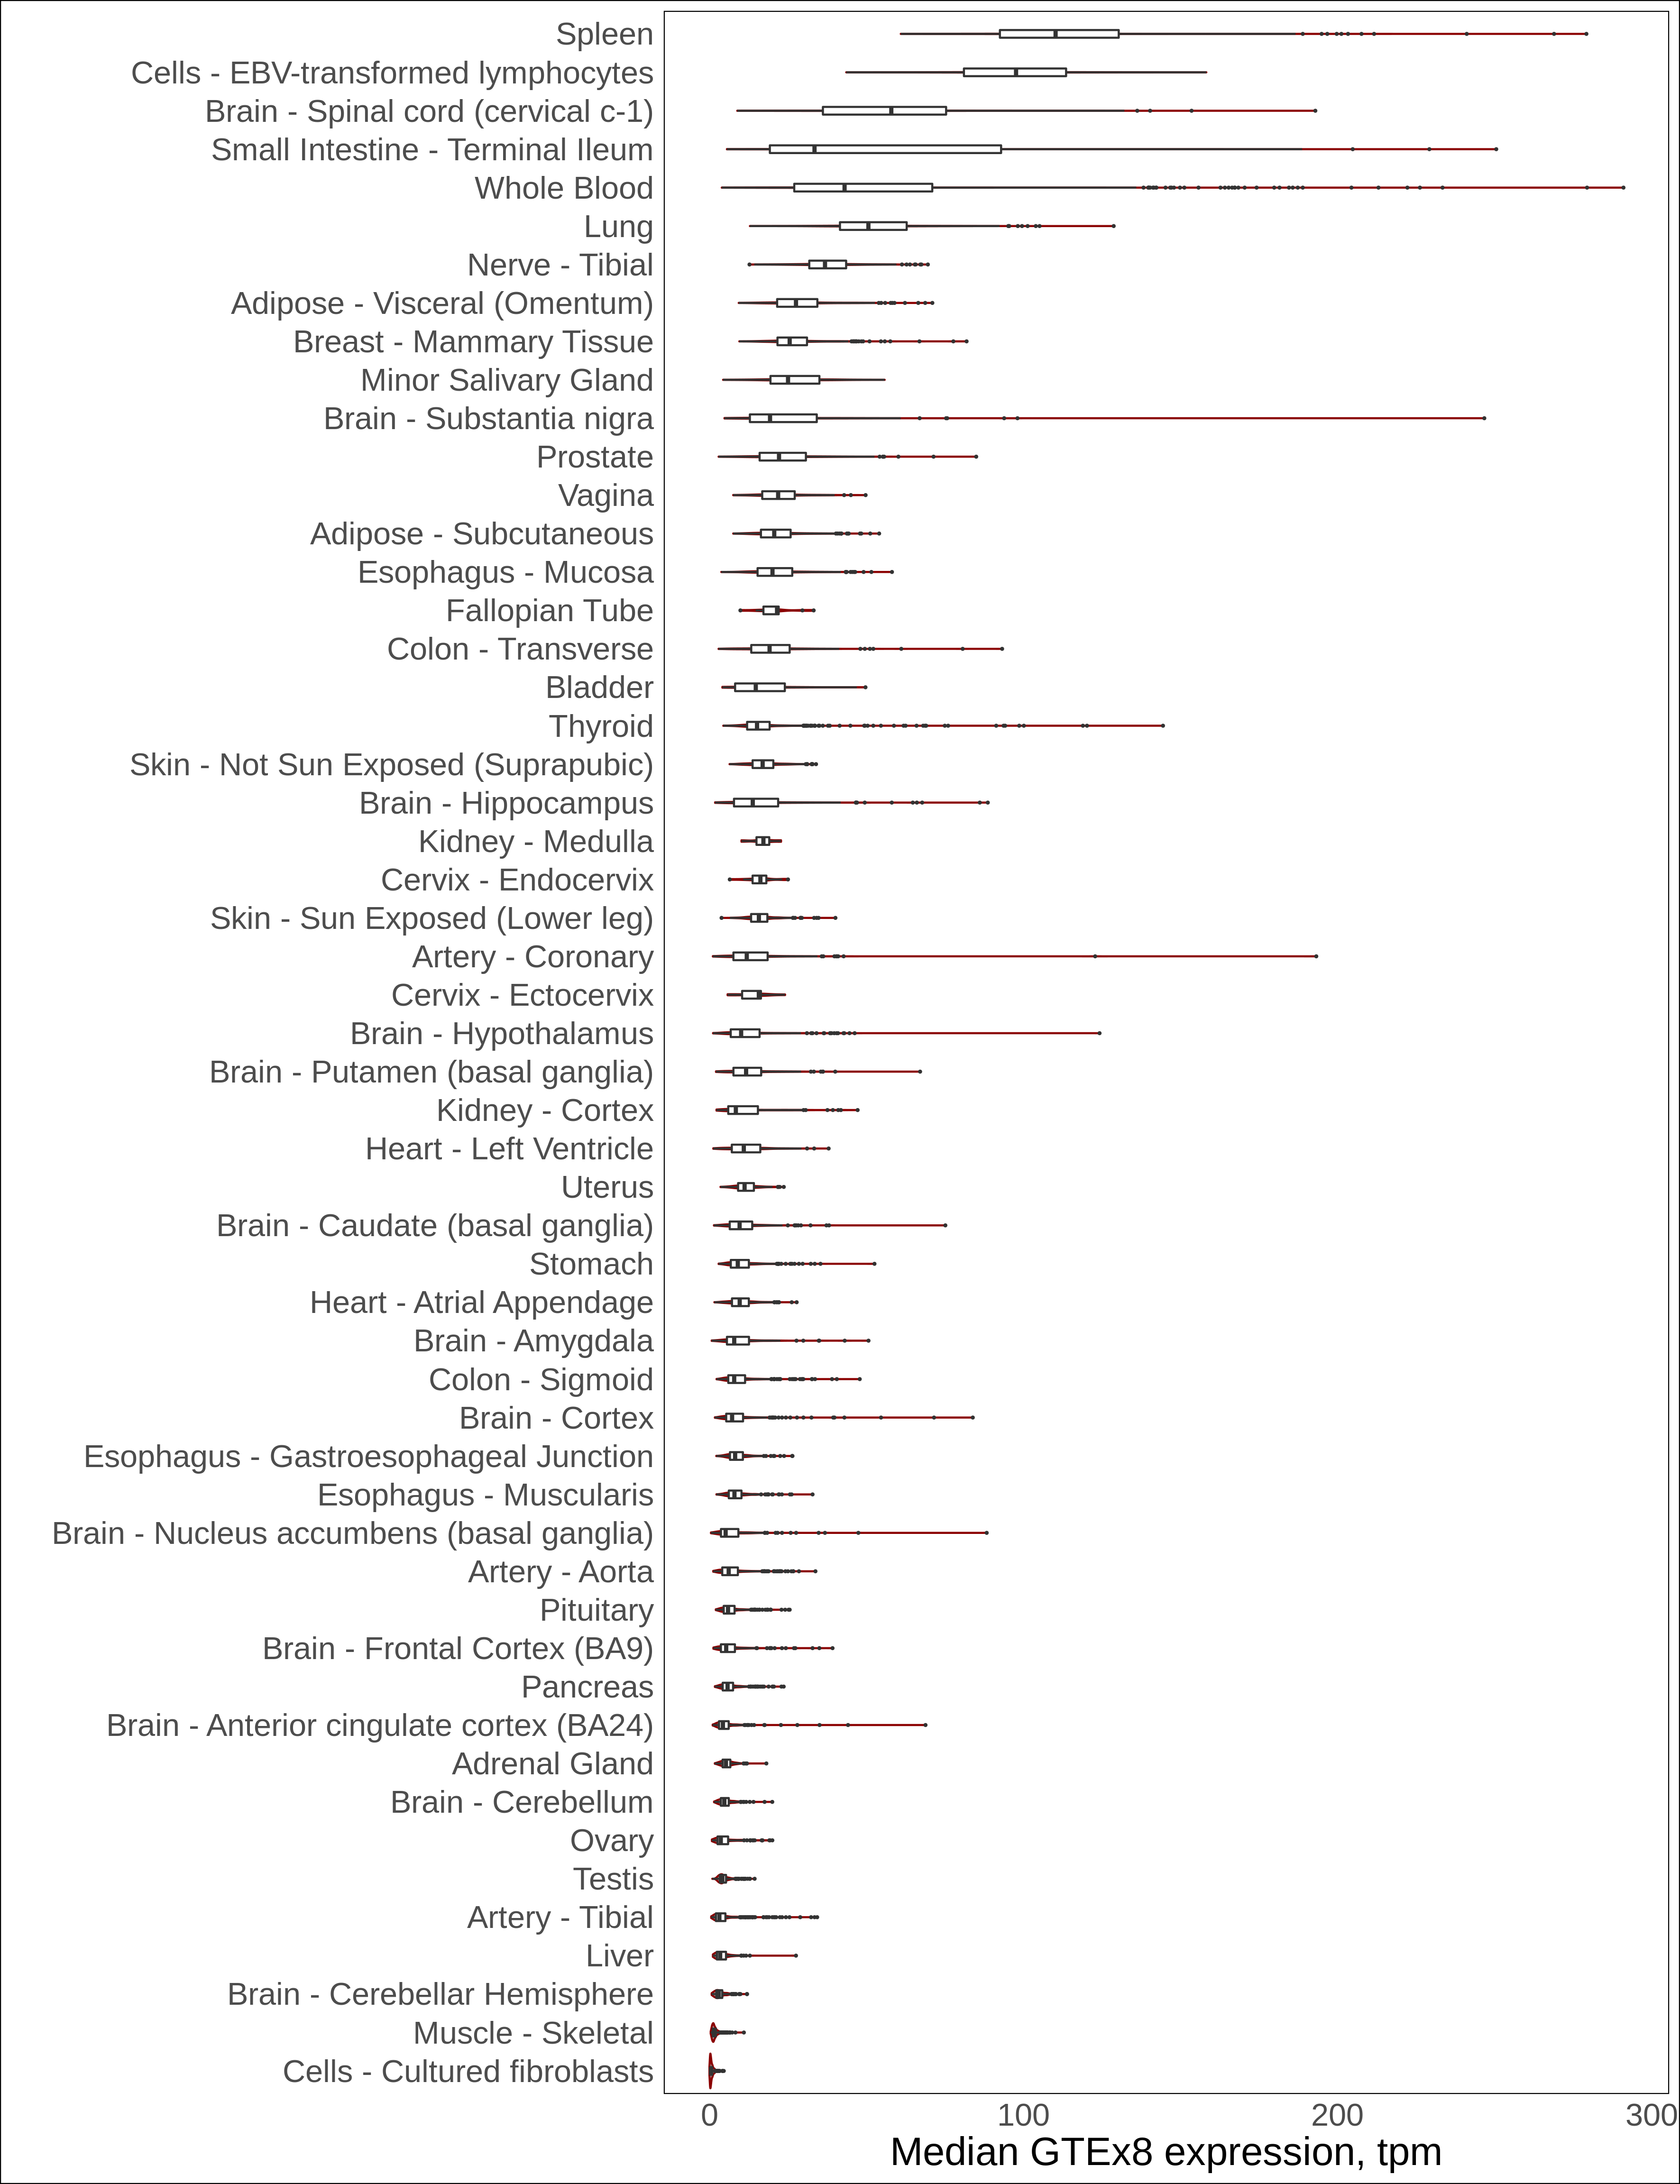 Spleen
Cells - EBV-transformed lymphocytes
Brain - Spinal cord (cervical c-1)
Small Intestine - Terminal Ileum
Whole Blood
Lung
Nerve - Tibial
Adipose - Visceral (Omentum)
Breast - Mammary Tissue
Minor Salivary Gland
Brain - Substantia nigra
Prostate
Vagina
Adipose - Subcutaneous
Esophagus - Mucosa
Fallopian Tube
Colon - Transverse
Bladder
Thyroid
Skin - Not Sun Exposed (Suprapubic)
Brain - Hippocampus
Kidney - Medulla
Cervix - Endocervix
Skin - Sun Exposed (Lower leg)
Artery - Coronary
Cervix - Ectocervix
Brain - Hypothalamus
Brain - Putamen (basal ganglia)
Kidney - Cortex
Heart - Left Ventricle
Uterus
Brain - Caudate (basal ganglia)
Stomach
Heart - Atrial Appendage
Brain - Amygdala
Colon - Sigmoid
Brain - Cortex
Esophagus - Gastroesophageal Junction
Esophagus - Muscularis
Brain - Nucleus accumbens (basal ganglia)
Artery - Aorta
Pituitary
Brain - Frontal Cortex (BA9)
Pancreas
Brain - Anterior cingulate cortex (BA24)
Adrenal Gland
Brain - Cerebellum
Ovary
Testis
Artery - Tibial
Liver
Brain - Cerebellar Hemisphere
Muscle - Skeletal
Cells - Cultured fibroblasts
0 100 200 300
Median GTEx8 expression, tpm